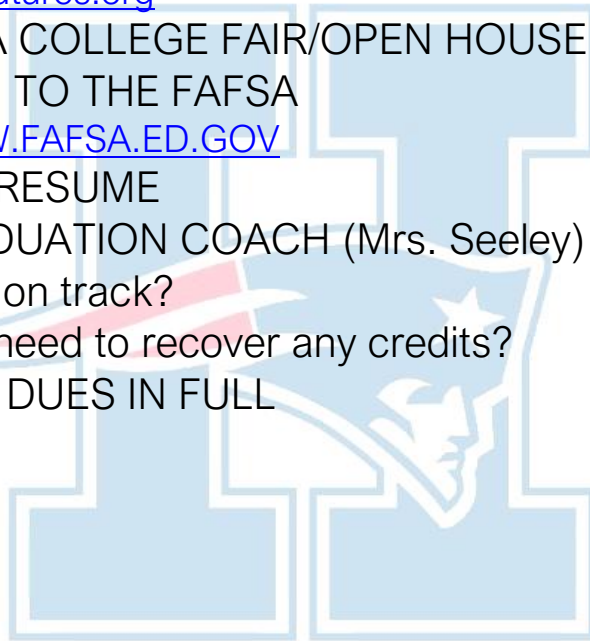 A COLLEGE FAIR/OPEN HOUSE
TO THE FAFSA
.FAFSA.ED.GOV
RESUME
DUATION COACH (Mrs. Seeley)
on track?
need to recover any credits?
DUES IN FULL